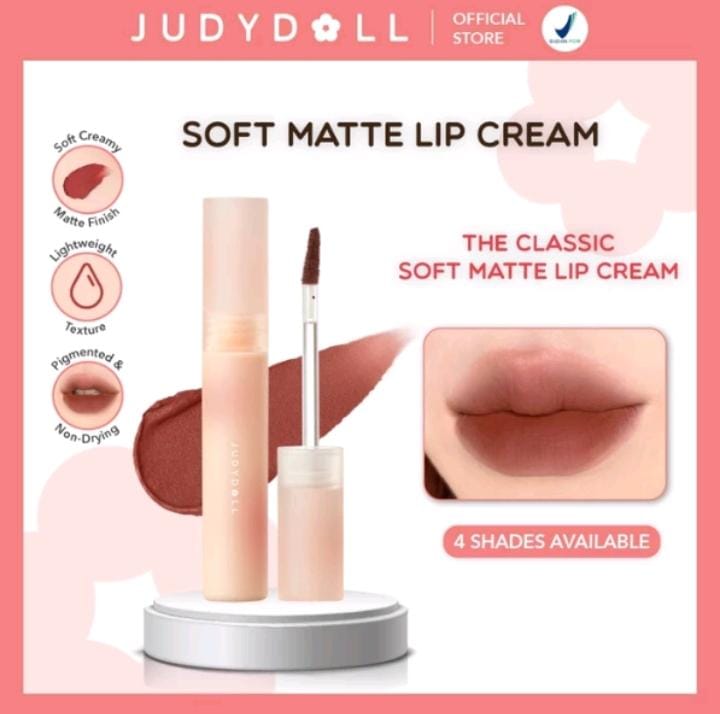 JUDYDOLL
OFFICIAL
STORE
SOFT MATTE LIP CREAM
Soft Creamy
Matte Finish
Lightweight
Texture
Pigmented &
Non-Drying
THE CLASSIC
SOFT MATTE LIP CREAM
JUDYDOLL
4 SHADES AVAILABLE